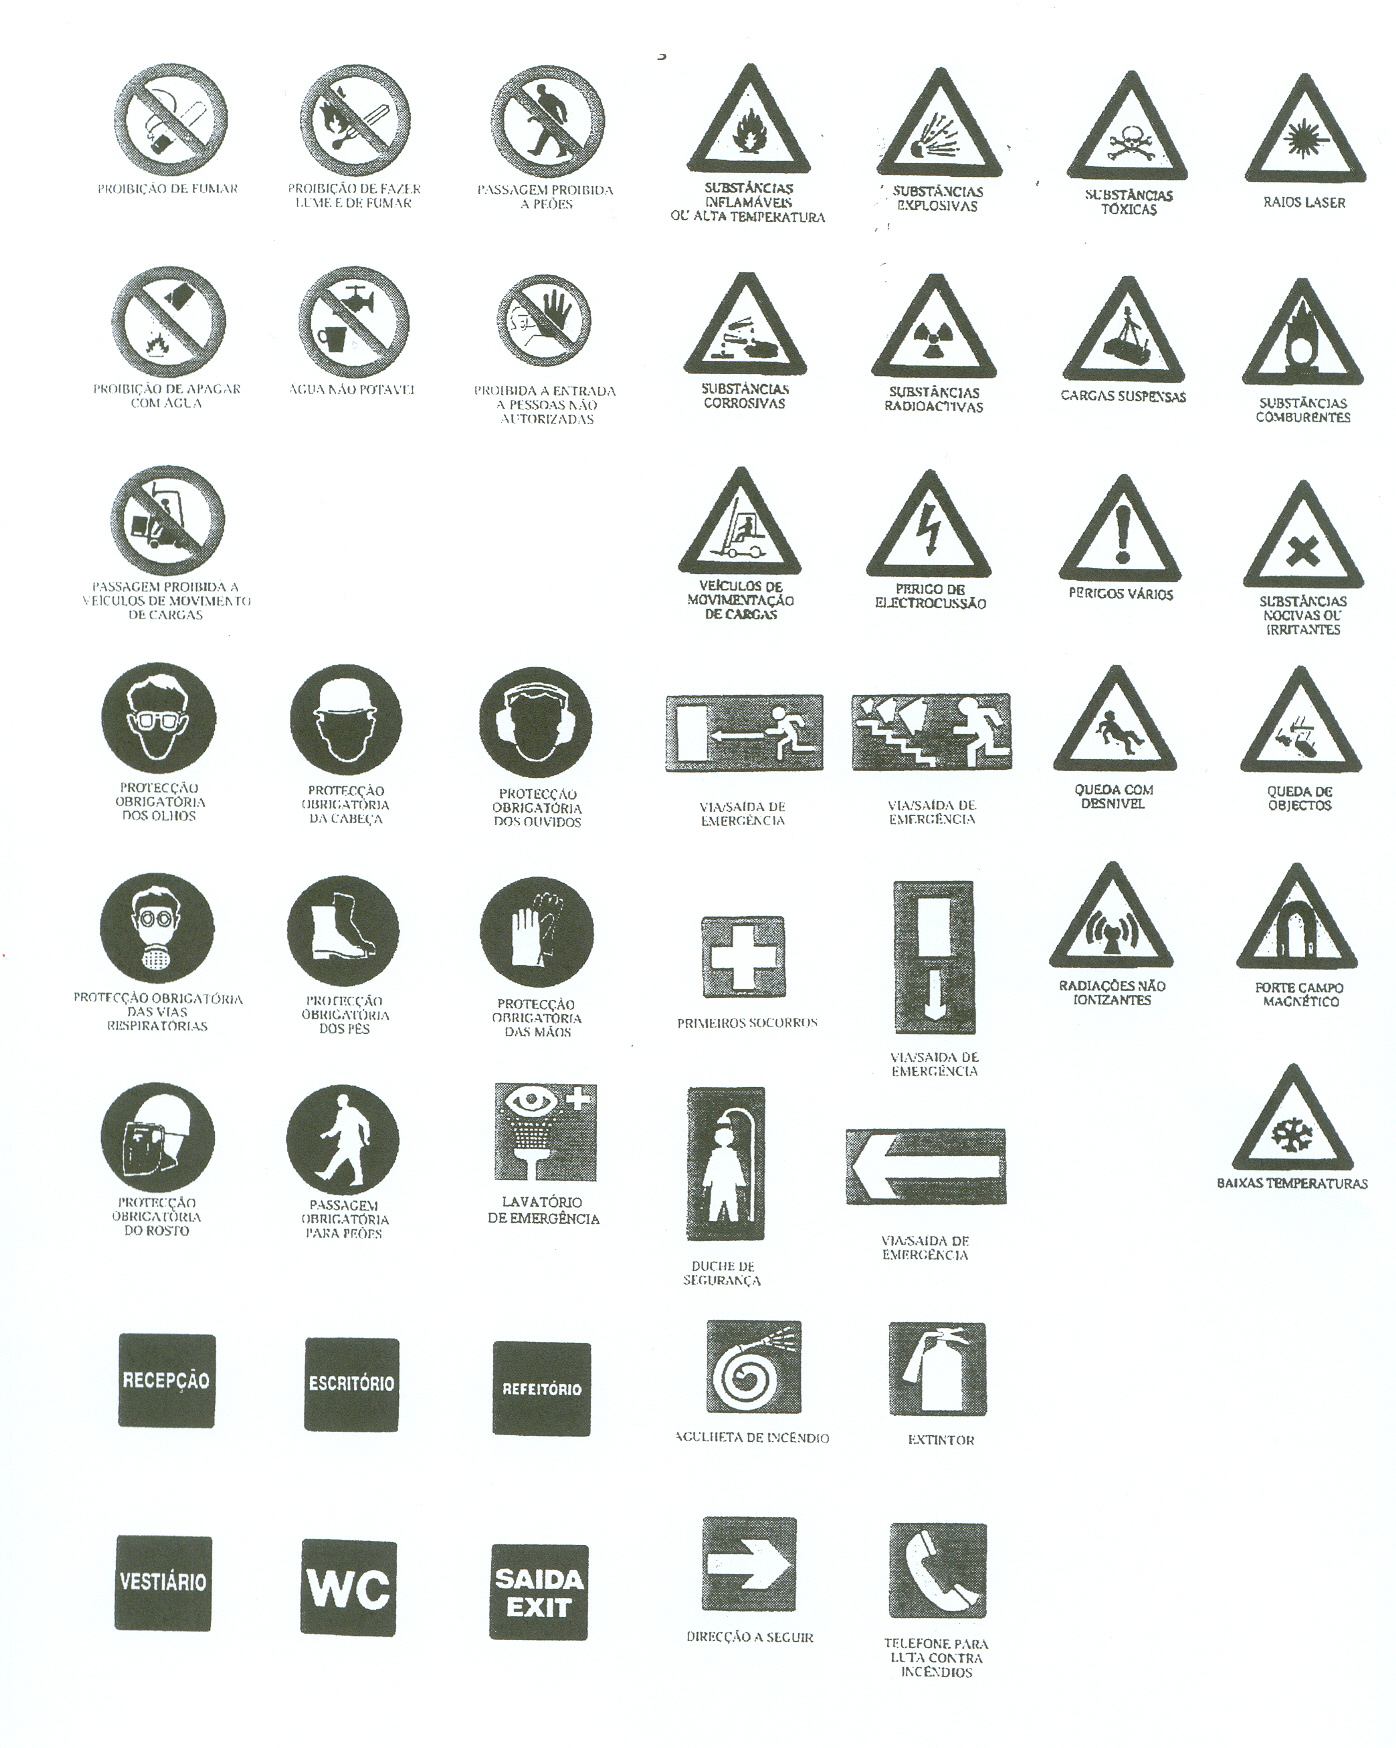 PROIBIÇÃO DE FUMAR
PROIBIÇÃO DE FAZER
LUME E DE FUMAR
PASSAGEM PROIBIDA
A PEÕES
SUBSTÂNCIAS
INFLAMÁVEIS
OU ALTA TEMPERATURA
SUBSTÂNCIAS
EXPLOSIVAS
SUBSTÂNCIAS
TÓXICAS
RAIOS LASER
PROIBIÇÃO DE APAGAR
COM ÁGUA
ÁGUA NÃO POTÁVEL
PROIBIDA A ENTRADA
A PESSOAS NÃO
AUTORIZADAS
SUBSTÂNCIAS
CORROSIVAS
SUBSTÂNCIAS
RADIOACTIVAS
CARGAS SUSPENSAS
SUBSTÂNCIAS
COMBURENTES
PASSAGEM PROIBIDA A
VEÍCULOS DE MOVIMENTO
DE CARGAS
VEÍCULOS DE
MOVIMENTAÇÃO
DE CARGAS
PERIGO DE
ELECTROCUSSÃO
PERIGOS VÁRIOS
SUBSTÂNCIAS
NOCIVAS OU
IRRITANTES
PROTECÇÃO
OBRIGATÓRIA
DOS OLHOS
PROTECÇÃO
OBRIGATÓRIA
DA CABEÇA
PROTECÇÃO
OBRIGATÓRIA
DOS OUVIDOS
VIA/SAÍDA DE
EMERGÊNCIA
VIA/SAÍDA DE
EMERGÊNCIA
QUEDA COM
DESNIVEL
QUEDA DE
OBJECTOS
PROTECÇÃO OBRIGATÓRIA
DAS VIAS
RESPIRATÓRIAS
PROTECÇÃO
OBRIGATÓRIA
DOS PÉS
PROTECÇÃO
OBRIGATÓRIA
DAS MÃOS
PRIMEIROS SOCORROS
VIA/SAIDA DE
EMERGÊNCIA
RADIAÇÕES NÃO
IONIZANTES
FORTE CAMPO
MAGNÉTICO
PROTECÇÃO
OBRIGATÓRIA
DO ROSTO
PASSAGEM
OBRIGATÓRIA
PARA PEÕES
LAVATÓRIO
DE EMERGÊNCIA
DUCHE DE
SEGURANÇA
VIA/SAIDA DE
EMERGÊNCIA
BAIXAS TEMPERATURAS
RECEPÇÃO
ESCRITÓRIO
REFEITÓRIO
AGULHETA DE INCÊNDIO
EXTINTOR
VESTIÁRIO
WC
SAIDA
EXIT
DIRECÇÃO A SEGUIR
TELEFONE PARA
LUTA CONTRA
INCÊNDIOS